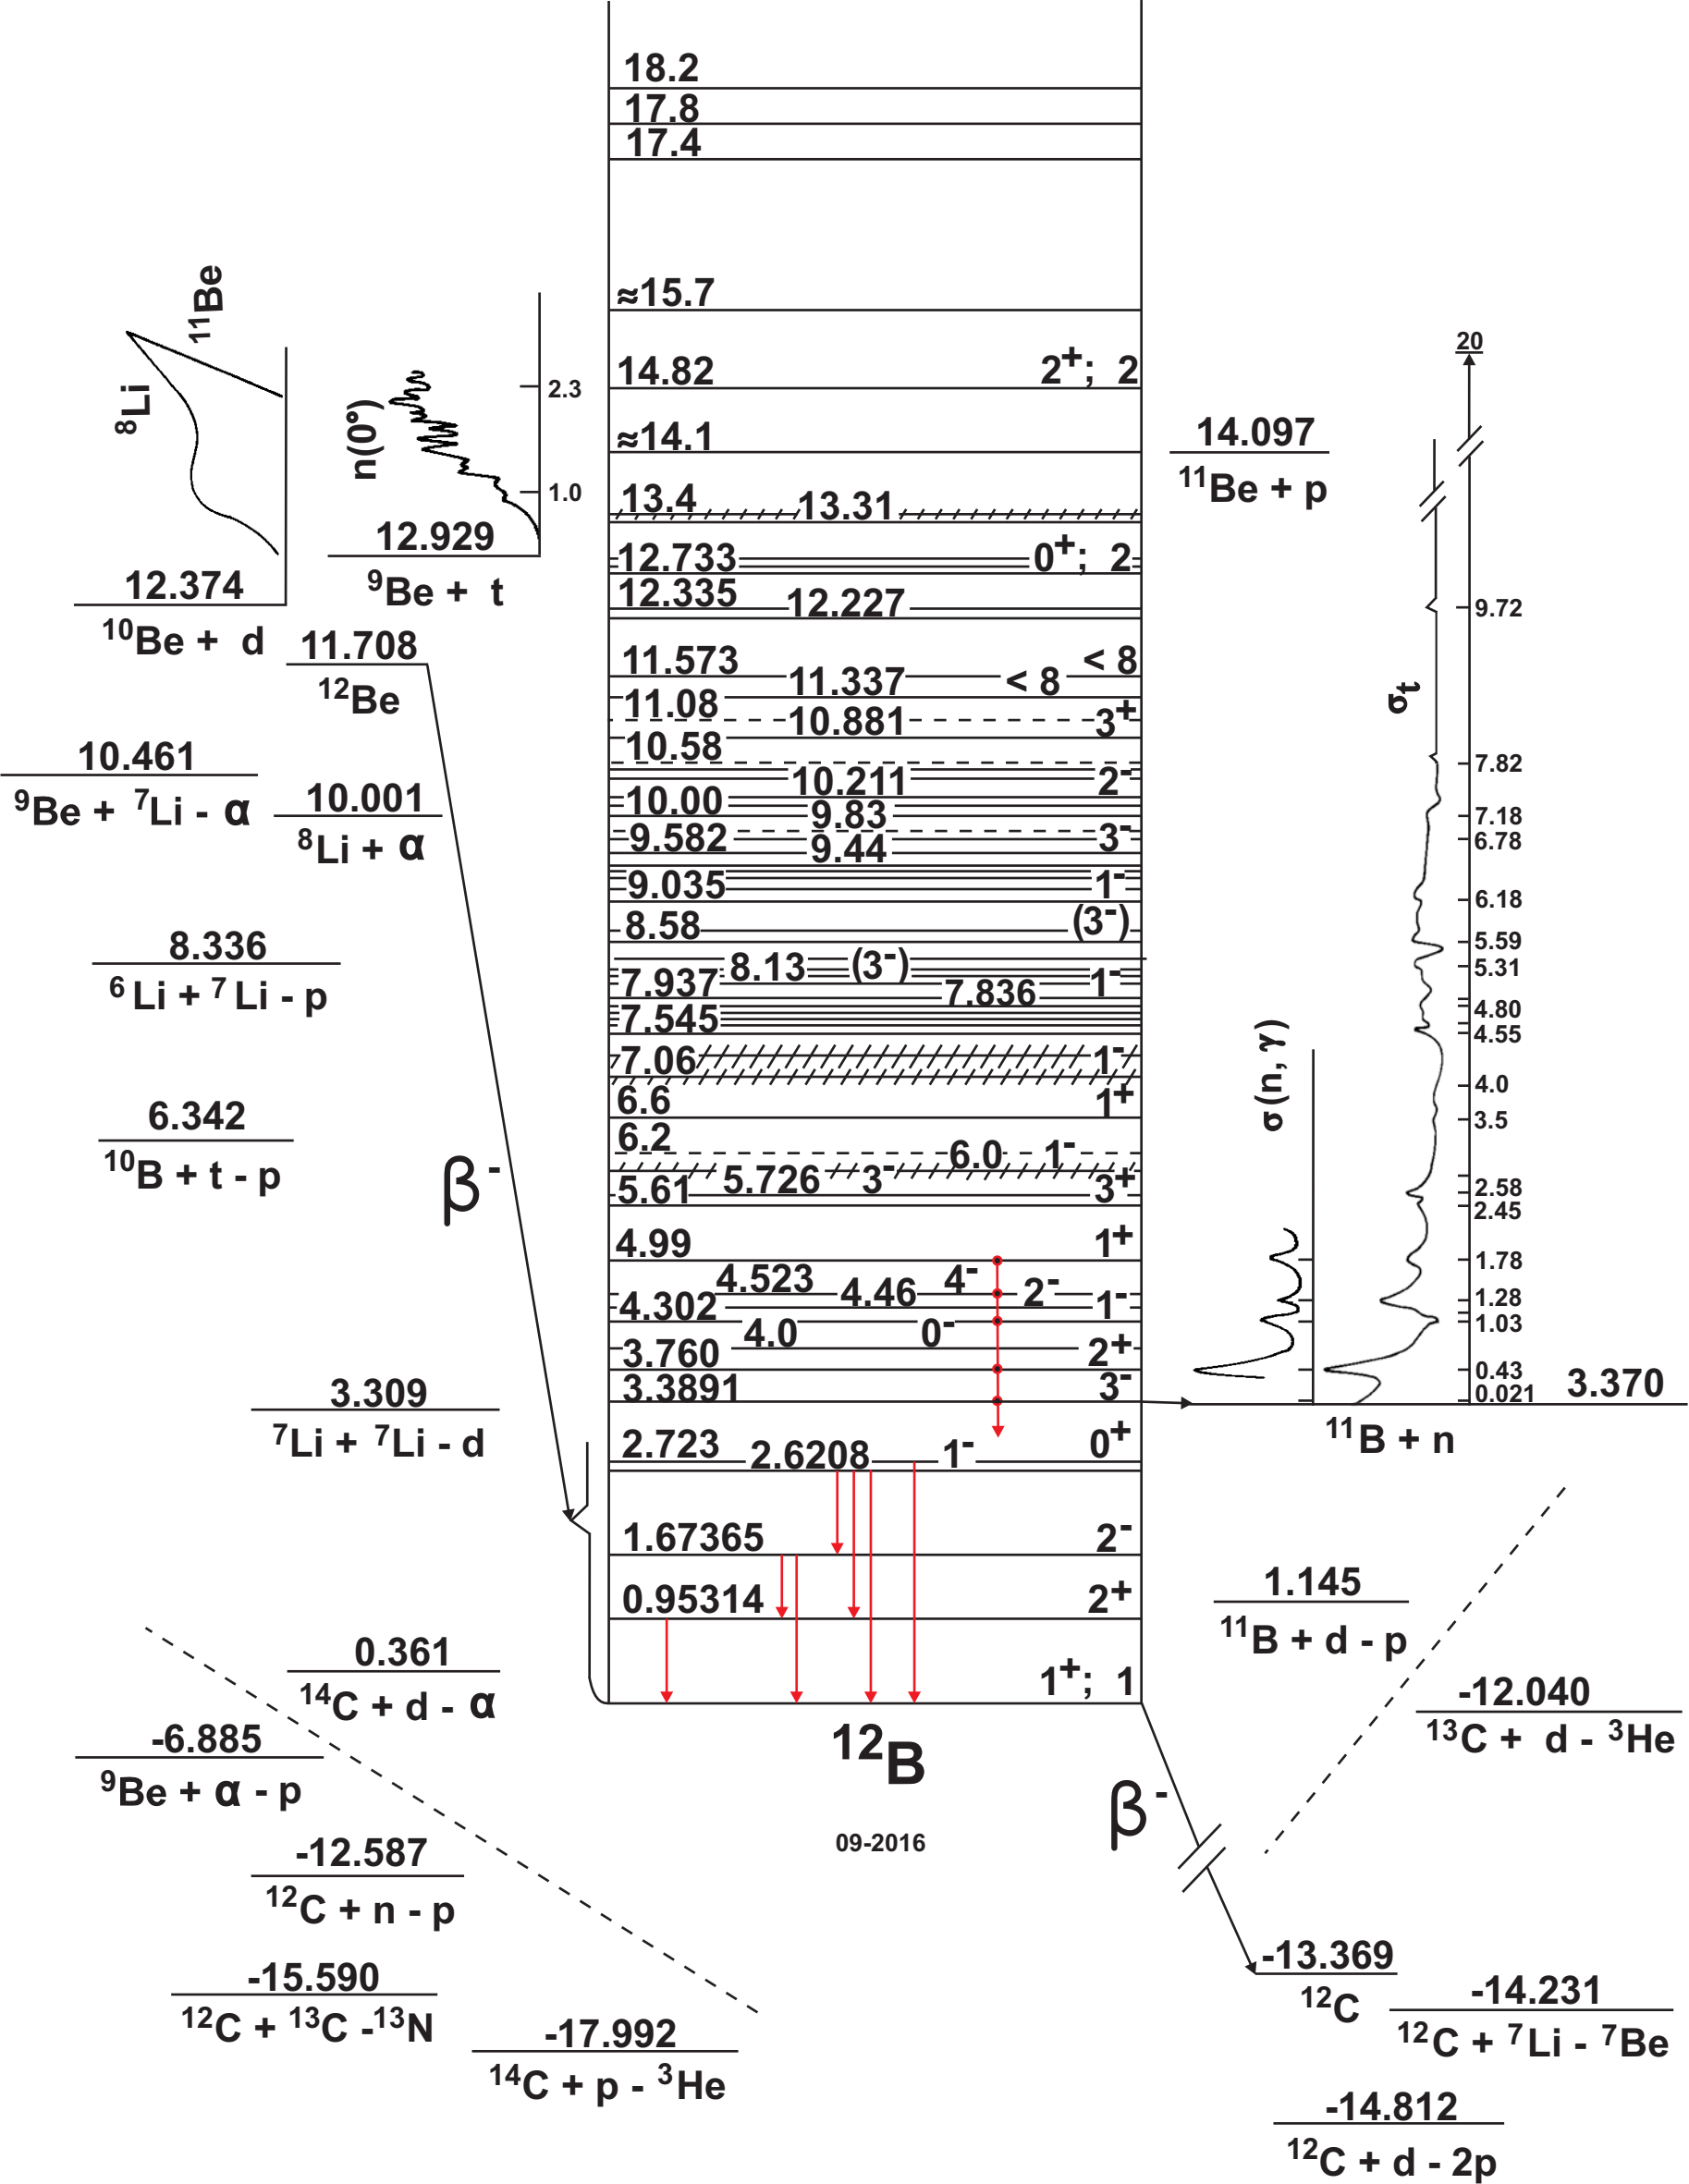 18.2
17.8
17.4
≈15.7
14.82 2⁺; 2
≈14.1
13.4 13.31
12.733 0⁺; 2
12.335 12.227
11.573 < 8
11.337 < 8
11.08
10.881 3⁺
10.58
10.211 2⁻
10.00
9.83
9.582 3⁻
9.44
9.035 1⁻
8.58 (3⁻)
8.13 (3⁻)
7.937 1⁻
7.836
7.545
7.06 1⁻
6.6 1⁺
6.2
6.0 1⁻
5.726 3⁻
5.61 3⁺
4.99 1⁺
4.523 4⁻
4.46 2⁻
4.302 1⁻
4.0 0⁻
3.760 2⁺
3.3891 3⁻
2.723 0⁺
2.6208 1⁻
1.67365 2⁻
0.95314 2⁺
1⁺; 1
¹²B
09-2016
¹¹Be
⁸Li
12.374
¹⁰Be + d
n(0°)
2.3
1.0
12.929
⁹Be + t
11.708
¹²Be
10.461
⁹Be + ⁷Li - α
10.001
⁸Li + α
8.336
⁶Li + ⁷Li - p
6.342
¹⁰B + t - p
β⁻
3.309
⁷Li + ⁷Li - d
0.361
¹⁴C + d - α
-6.885
⁹Be + α - p
-12.587
¹²C + n - p
-15.590
¹²C + ¹³C -¹³N
-17.992
¹⁴C + p - ³He
14.097
¹¹Be + p
20
σt
9.72
7.82
7.18
6.78
6.18
5.59
5.31
4.80
4.55
4.0
3.5
2.58
2.45
1.78
1.28
1.03
0.43
0.021
σ(n, γ)
3.370
¹¹B + n
1.145
¹¹B + d - p
-12.040
¹³C + d - ³He
β⁻
-13.369
¹²C
-14.231
¹²C + ⁷Li - ⁷Be
-14.812
¹²C + d - 2p